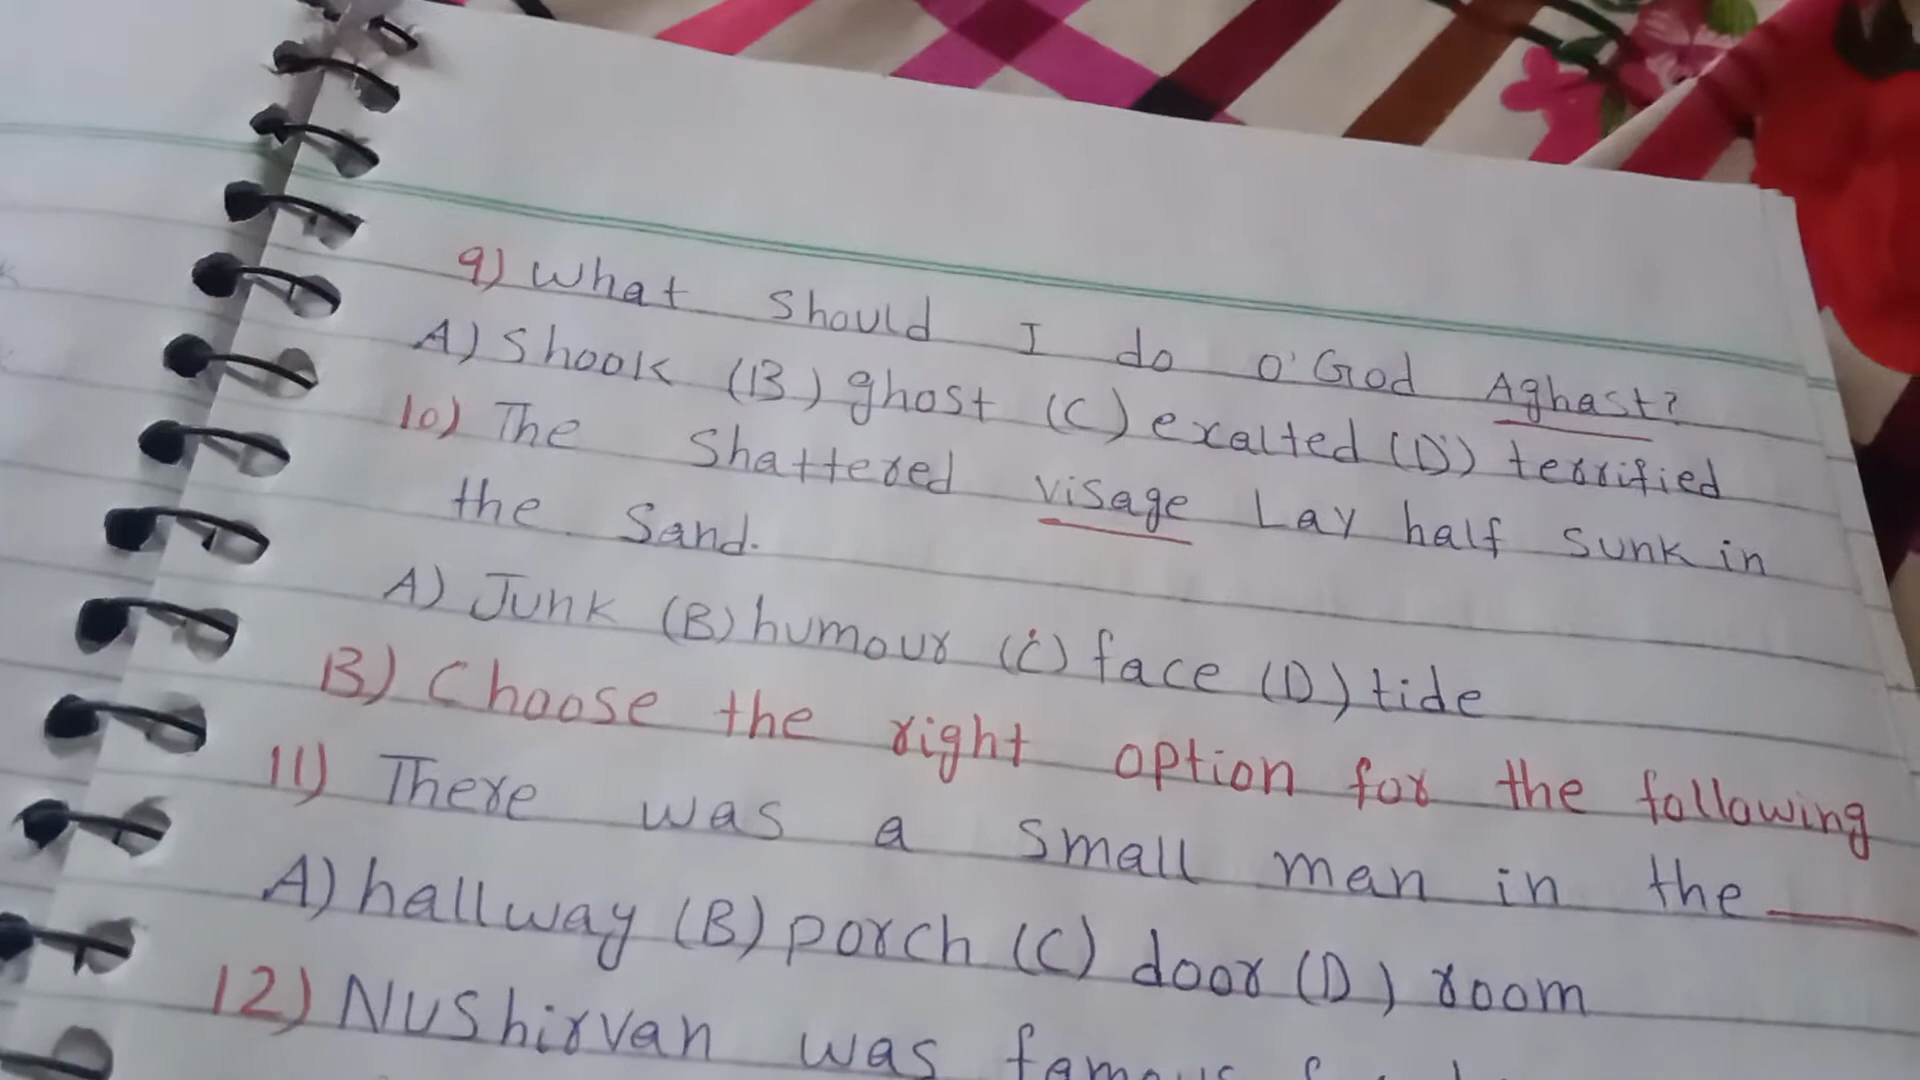 9) What should I do o'God Aghast?
A) Shook (B) ghost (C) exalted (D) terrified
10) The Shattered visage Lay half sunk in
the Sand.
A) Junk (B) humour (C) face (D) tide
B) Choose the right option for the following
11) There was a small man in the ____
A) hallway (B) porch (C) door (D) room
12) NuShirvan was famous